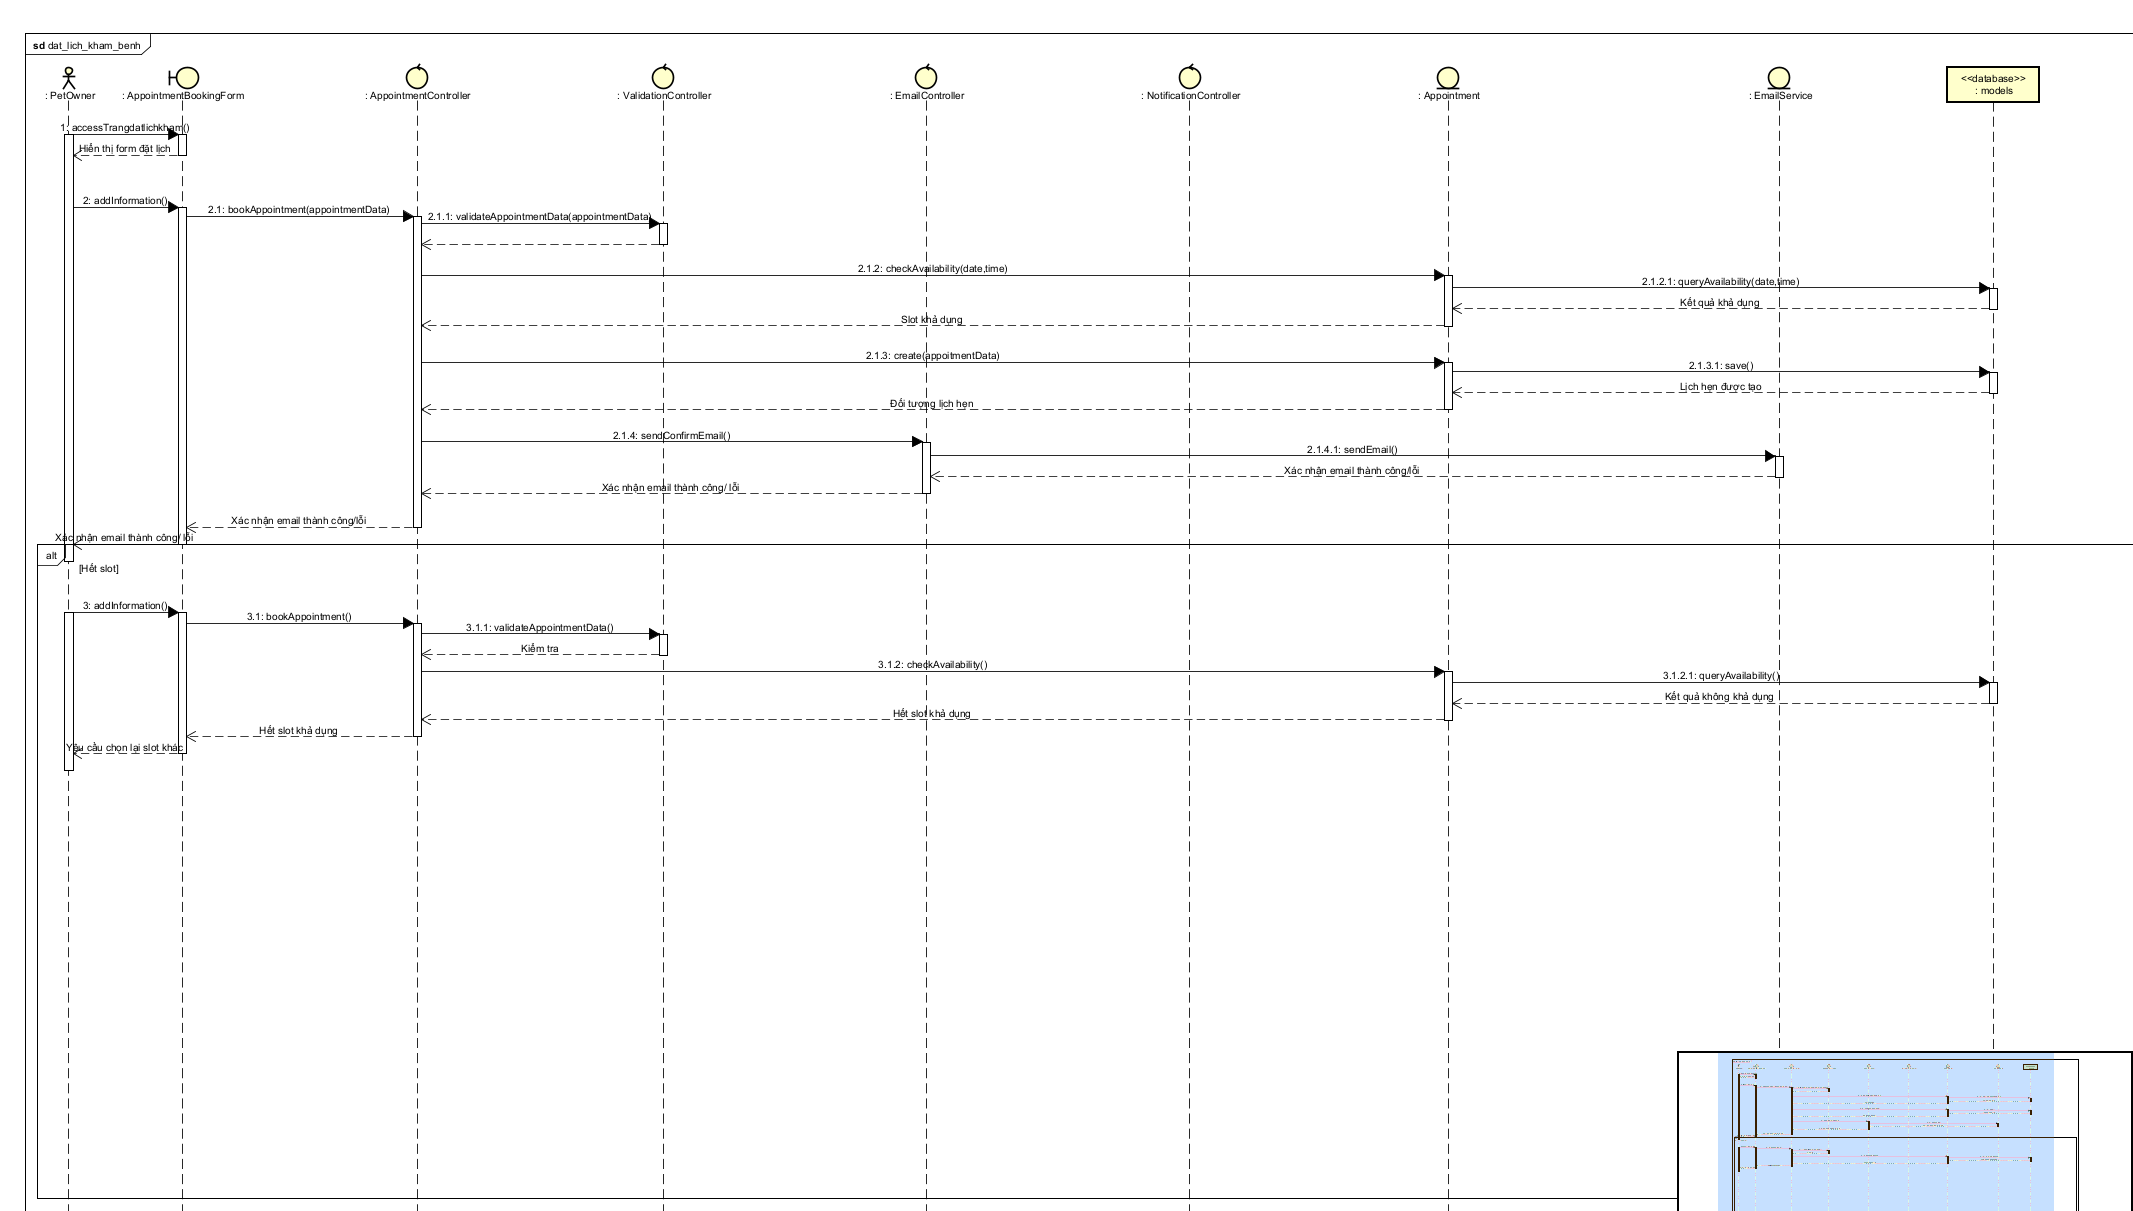 sd dat_lich_kham_benh
: PetOwner
: AppointmentBookingForm
: AppointmentController
: ValidationController
: EmailController
: NotificationController
: Appointment
: EmailService
<<database>>
: models
1: accessTrangdatlichkham()
Hiển thị form đặt lịch
2: addInformation()
2.1: bookAppointment(appointmentData)
2.1.1: validateAppointmentData(appointmentData)
2.1.2: checkAvailability(date,time)
2.1.2.1: queryAvailability(date,time)
Kết quả khả dụng
Slot khả dụng
2.1.3: create(appoitmentData)
2.1.3.1: save()
Lịch hẹn được tạo
Đối tượng lịch hẹn
2.1.4: sendConfirmEmail()
2.1.4.1: sendEmail()
Xác nhận email thành công/lỗi
Xác nhận email thành công/ lỗi
Xác nhận email thành công/lỗi
Xác nhận email thành công/ lỗi
alt
[Hết slot]
3: addInformation()
3.1: bookAppointment()
3.1.1: validateAppointmentData()
Kiểm tra
3.1.2: checkAvailability()
3.1.2.1: queryAvailability()
Kết quả không khả dụng
Hết slot khả dụng
Hết slot khả dụng
Yêu cầu chọn lại slot khác